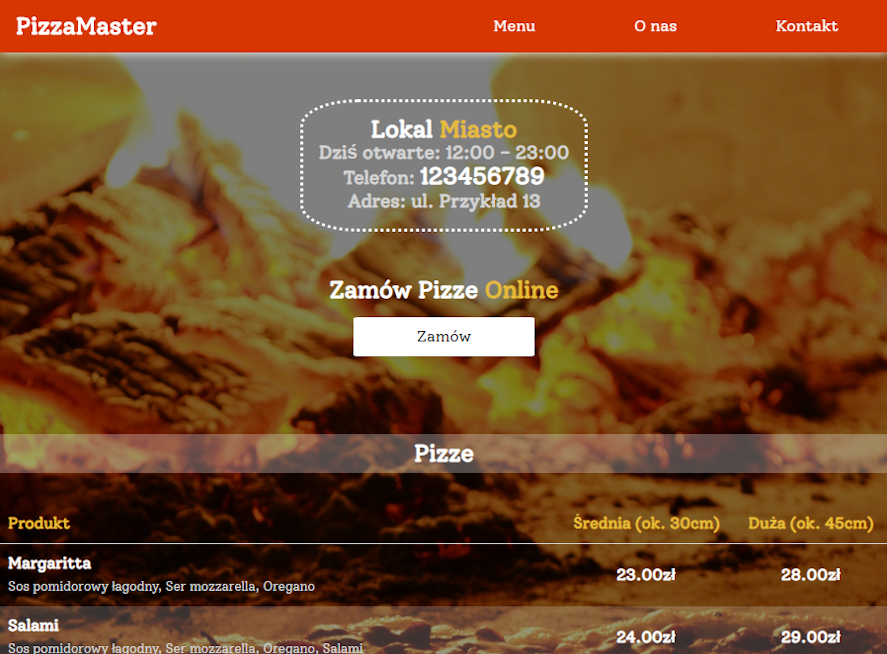 PizzaMaster Menu O nas Kontakt
Lokal Miasto
Dziś otwarte: 12:00 - 23:00
Telefon: 123456789
Adres: ul. Przykład 13
Zamów Pizze Online
Zamów
Pizze
Produkt Średnia (ok. 30cm) Duża (ok. 45cm)
Margaritta
Sos pomidorowy łagodny, Ser mozzarella, Oregano
23.00zł 28.00zł
Salami
Sos pomidorowy łagodny, Ser mozzarella, Oregano, Salami
24.00zł 29.00zł